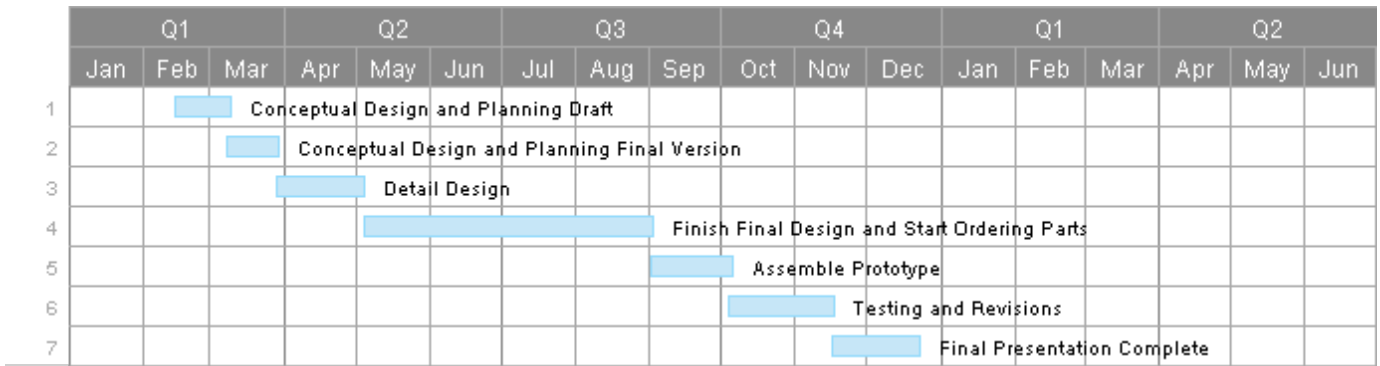 Q1 Q2 Q3 Q4 Q1 Q2
Jan Feb Mar Apr May Jun Jul Aug Sep Oct Nov Dec Jan Feb Mar Apr May Jun
1 Conceptual Design and Planning Draft
2 Conceptual Design and Planning Final Version
3 Detail Design
4 Finish Final Design and Start Ordering Parts
5 Assemble Prototype
6 Testing and Revisions
7 Final Presentation Complete